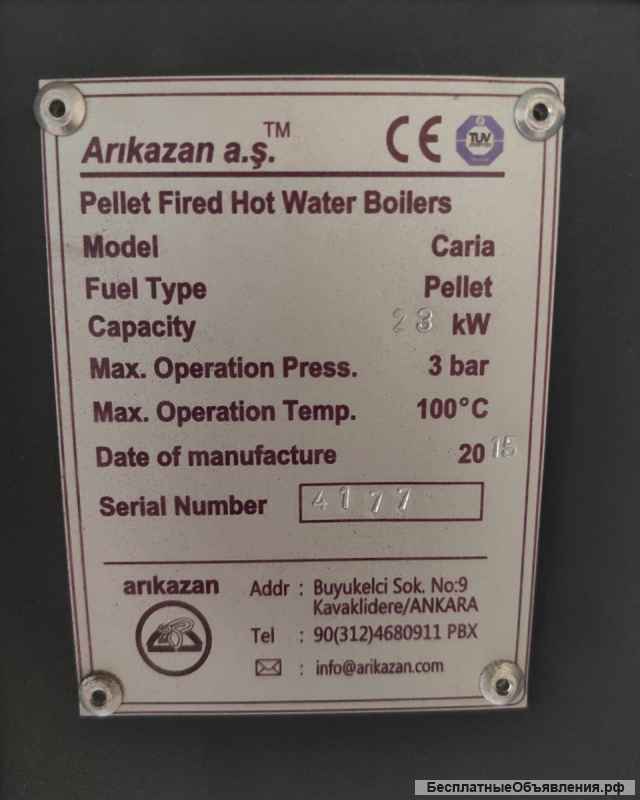 Arıkazan a.ş.™ CE TÜV
Pellet Fired Hot Water Boilers
Model Caria
Fuel Type Pellet
Capacity 23 kW
Max. Operation Press. 3 bar
Max. Operation Temp. 100°C
Date of manufacture 2015
Serial Number 4177
arıkazan Addr : Buyukelci Sok. No:9
Kavaklidere/ANKARA
Tel : 90(312)4680911 PBX
: info@arikazan.com
БесплатныеОбъявления.рф